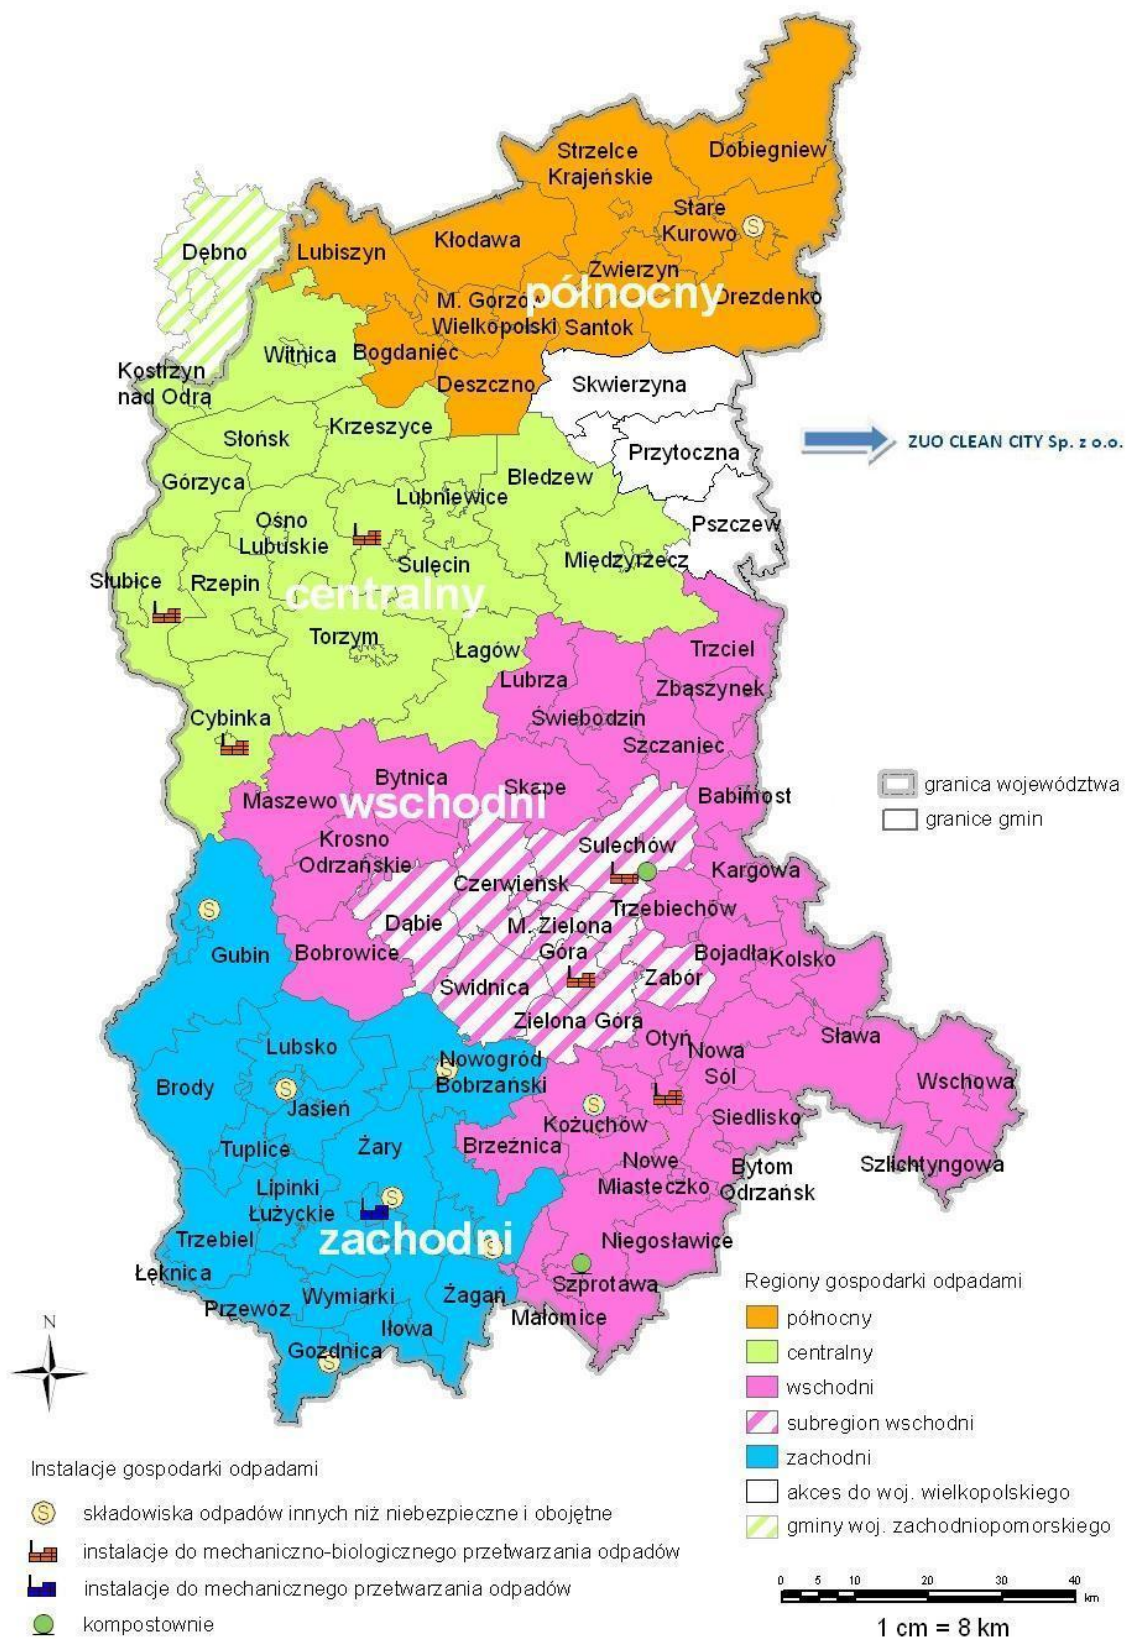 Strzelce
Krajeńskie
Dobiegniew
Stare
Kurowo
S
Dębno
Lubiszyn
Kłodawa
Zwierzyn
północny
Drezdenko
M. Gorzów
Wielkopolski
Santok
Witnica
Bogdaniec
Deszczno
Skwierzyna
Kostrzyn
nad Odrą
Słońsk
Krzeszyce
Przytoczna
ZUO CLEAN CITY Sp. z o.o.
Górzyca
Lubniewice
Bledzew
Ośno
Lubuskie
Pszczew
Słubice
Rzepin
Sulęcin
Międzyrzecz
centralny
Torzym
Łagów
Trzciel
Lubrza
Zbąszynek
Cybinka
Świebodzin
Szczaniec
Bytnica
Skąpe
Maszewo
wschodni
Babimost
granica województwa
granice gmin
Krosno
Odrzańskie
Sulechów
Kargowa
Czerwieńsk
Trzebiechów
S
Dąbie
M. Zielona
Góra
Gubin
Bobrowice
Bojadła
Kolsko
Świdnica
Zabór
Zielona Góra
Otyń
Nowa
Sól
Sława
Lubsko
Nowogród
Bobrzański
S
Brody
S
Jasień
S
Kożuchów
Wschowa
Siedlisko
Tuplice
Żary
Brzeźnica
Nowe
Miasteczko
Bytom
Odrzańsk
Szlichtyngowa
Lipinki
Łużyckie
S
Trzebiel
zachodni
S
Niegosławice
Łęknica
Przewóz
Wymiarki
Żagań
Szprotawa
Małomice
Iłowa
Gozdnica
S
N
Regiony gospodarki odpadami
północny
centralny
wschodni
subregion wschodni
zachodni
akces do woj. wielkopolskiego
gminy woj. zachodniopomorskiego
Instalacje gospodarki odpadami
S składowiska odpadów innych niż niebezpieczne i obojętne
instalacje do mechaniczno-biologicznego przetwarzania odpadów
instalacje do mechanicznego przetwarzania odpadów
kompostownie
0 5 10 20 30 40
km
1 cm = 8 km